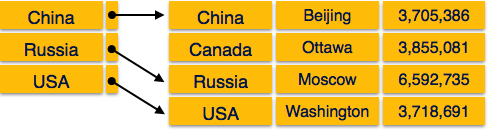 China China Beijing 3,705,386
Canada Ottawa 3,855,081
Russia Russia Moscow 6,592,735
USA USA Washington 3,718,691